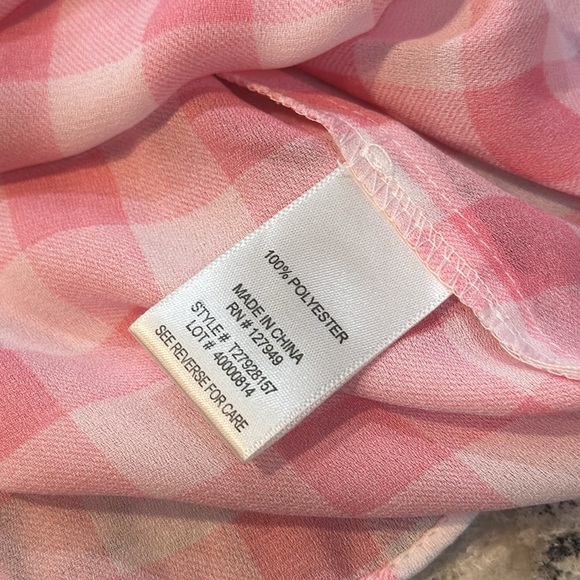 100% POLYESTER
MADE IN CHINA
RN # 127949
STYLE# T27928157
LOT# 40000814
SEE REVERSE FOR CARE